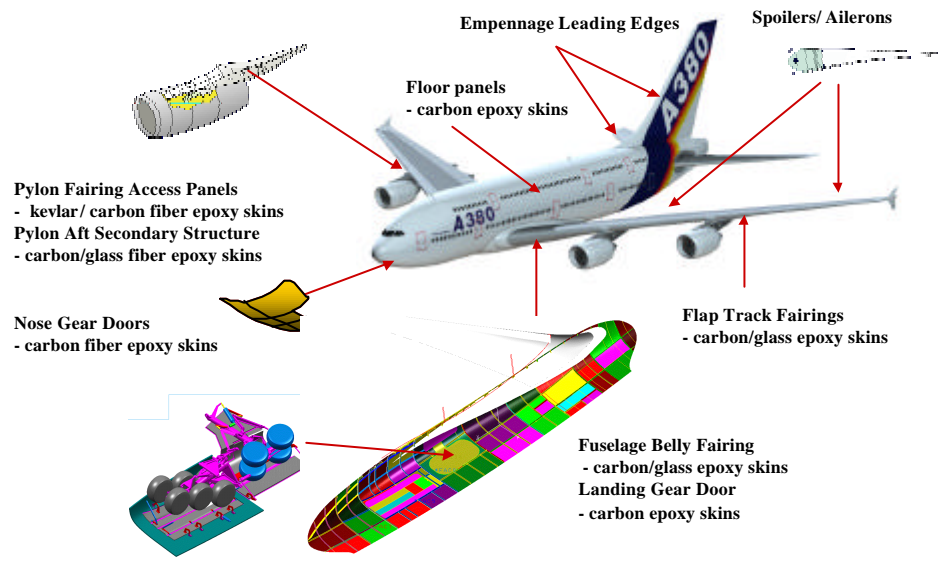 Empennage Leading Edges
Spoilers/ Ailerons
A380
Floor panels
- carbon epoxy skins
Pylon Fairing Access Panels
- kevlar/ carbon fiber epoxy skins
Pylon Aft Secondary Structure
- carbon/glass fiber epoxy skins
A380
Nose Gear Doors
- carbon fiber epoxy skins
Flap Track Fairings
- carbon/glass epoxy skins
Fuselage Belly Fairing
- carbon/glass epoxy skins
Landing Gear Door
- carbon epoxy skins